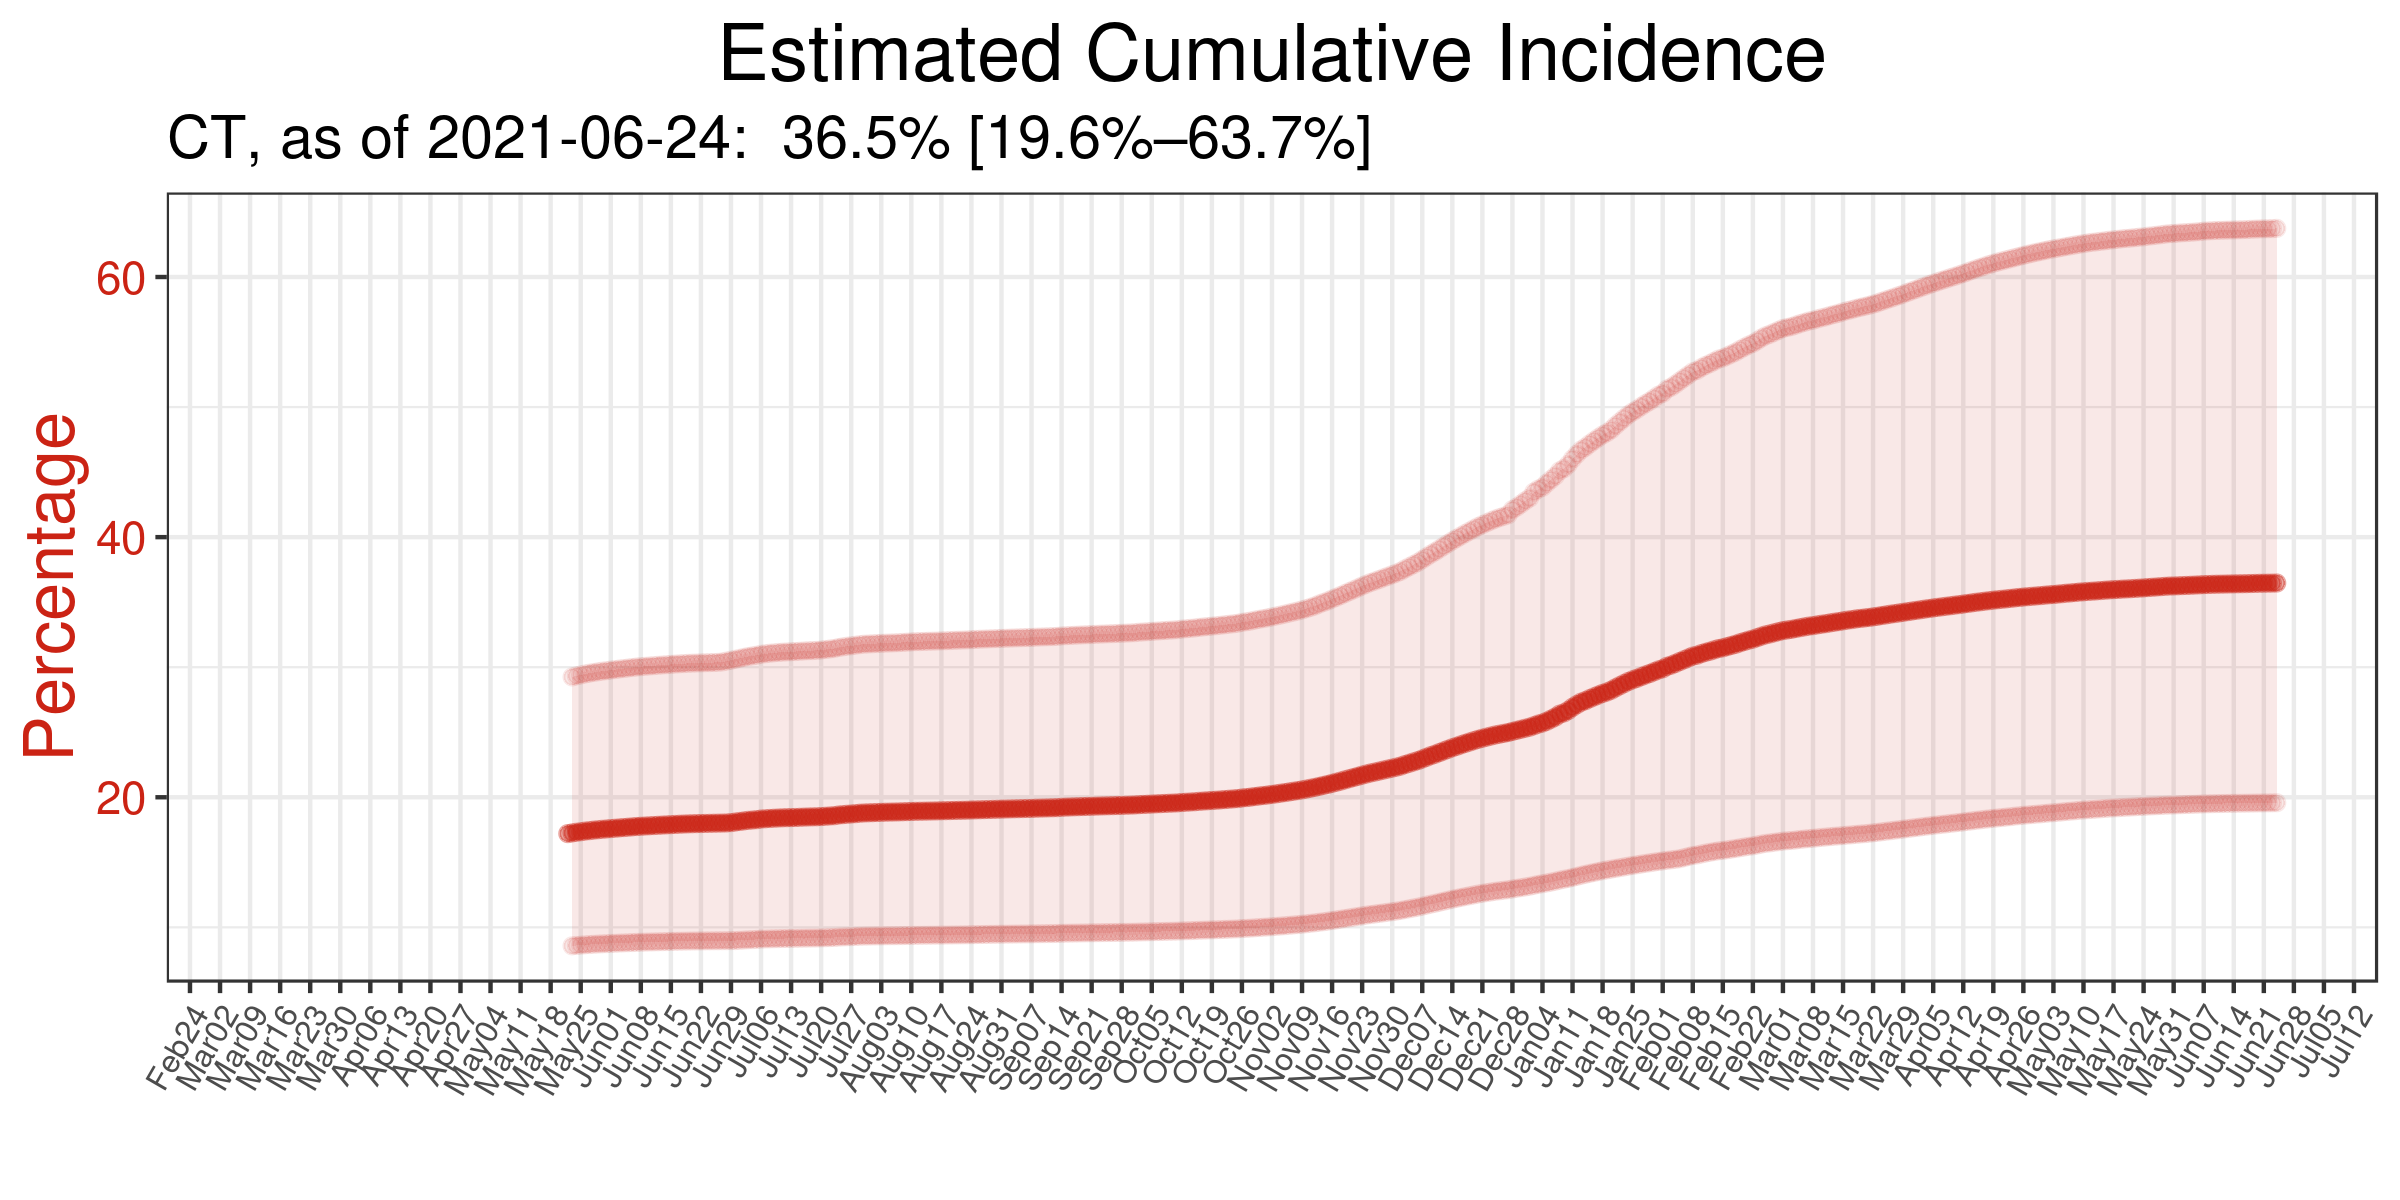 Estimated Cumulative Incidence
CT, as of 2021-06-24:  36.5% [19.6%–63.7%]
Percentage
60
40
20
Feb24
Mar02
Mar09
Mar16
Mar23
Mar30
Apr06
Apr13
Apr20
Apr27
May04
May11
May18
May25
Jun01
Jun08
Jun15
Jun22
Jun29
Jul06
Jul13
Jul20
Jul27
Aug03
Aug10
Aug17
Aug24
Aug31
Sep07
Sep14
Sep21
Sep28
Oct05
Oct12
Oct19
Oct26
Nov02
Nov09
Nov16
Nov23
Nov30
Dec07
Dec14
Dec21
Dec28
Jan04
Jan11
Jan18
Jan25
Feb01
Feb08
Feb15
Feb22
Mar01
Mar08
Mar15
Mar22
Mar29
Apr05
Apr12
Apr19
Apr26
May03
May10
May17
May24
May31
Jun07
Jun14
Jun21
Jun28
Jul05
Jul12